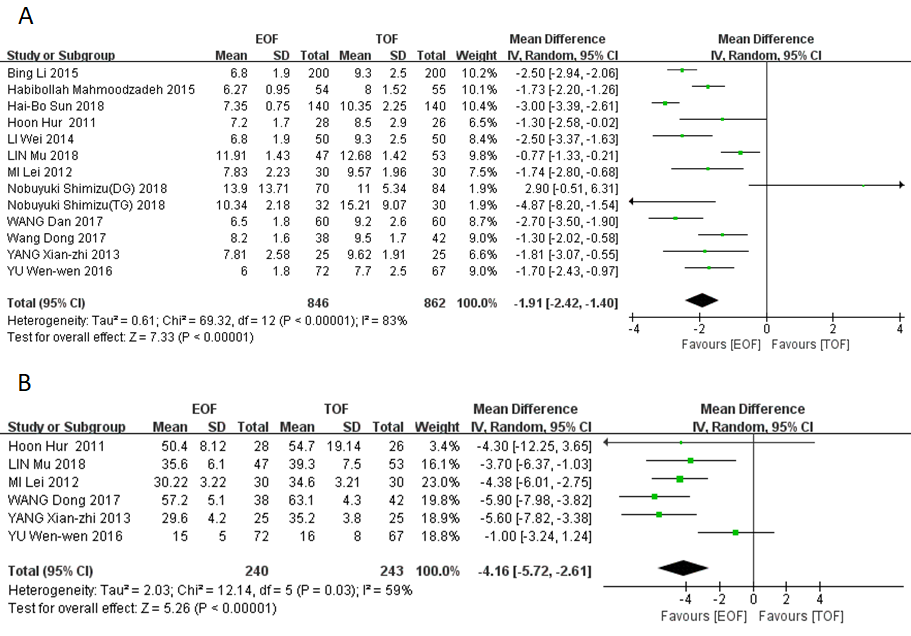 A
EOF TOF Mean Difference Mean Difference
Study or Subgroup Mean SD Total Mean SD Total Weight IV, Random, 95% CI IV, Random, 95% CI
Bing Li 2015 6.8 1.9 200 9.3 2.5 200 10.2% -2.50 [-2.94, -2.06]
Habibollah Mahmoodzadeh 2015 6.27 0.95 54 8 1.52 55 10.1% -1.73 [-2.20, -1.26]
Hai-Bo Sun 2018 7.35 0.75 140 10.35 2.25 140 10.4% -3.00 [-3.39, -2.61]
Hoon Hur 2011 7.2 1.7 28 8.5 2.9 26 7.1% -1.30 [-2.58, -0.02]
LI Wei 2014 6.8 1.9 50 9.3 2.5 50 8.4% -2.50 [-3.37, -1.63]
LIN Mu 2018 11.91 1.43 47 12.68 1.42 53 9.8% -0.77 [-1.33, -0.21]
MI Lei 2012 7.83 2.23 30 9.57 1.96 30 7.9% -1.74 [-2.80, -0.68]
Nobuyuki Shimizu(DG) 2018 13.9 13.71 70 11 5.34 84 2.1% 2.90 [-0.51, 6.31]
Nobuyuki Shimizu(TG) 2018 10.34 2.18 32 15.21 9.07 30 2.2% -4.87 [-8.20, -1.54]
WANG Dan 2017 6.5 1.8 60 9.2 2.6 60 8.7% -2.70 [-3.50, -1.90]
Wang Dong 2017 8.2 1.6 38 9.5 1.7 42 9.0% -1.30 [-2.02, -0.58]
YANG Xian-zhi 2013 7.81 2.58 25 9.62 1.91 25 6.6% -1.81 [-3.07, -0.55]
YU Wen-wen 2016 6 1.8 72 7.7 2.5 67 9.0% -1.70 [-2.43, -0.97]
Total (95% CI) 846 862 100.0% -1.91 [-2.42, -1.40]
Heterogeneity: Tau² = 0.61; Chi² = 69.32, df = 12 (P < 0.00001); I² = 83%
Test for overall effect: Z = 7.33 (P < 0.00001)
-4 -2 0 2 4
Favours [EOF] Favours [TOF]
B
EOF TOF Mean Difference Mean Difference
Study or Subgroup Mean SD Total Mean SD Total Weight IV, Random, 95% CI IV, Random, 95% CI
Hoon Hur 2011 50.4 8.12 28 54.7 19.14 26 3.4% -4.30 [-12.25, 3.65]
LIN Mu 2018 35.6 6.1 47 39.3 7.5 53 16.1% -3.70 [-6.37, -1.03]
MI Lei 2012 30.22 3.22 30 34.6 3.21 30 23.0% -4.38 [-6.01, -2.75]
WANG Dong 2017 57.2 5.1 38 63.1 4.3 42 19.8% -5.90 [-7.98, -3.82]
YANG Xian-zhi 2013 29.6 4.2 25 35.2 3.8 25 18.9% -5.60 [-7.82, -3.38]
YU Wen-wen 2016 15 5 72 16 8 67 18.8% -1.00 [-3.24, 1.24]
Total (95% CI) 240 243 100.0% -4.16 [-5.72, -2.61]
Heterogeneity: Tau² = 2.03; Chi² = 12.14, df = 5 (P = 0.03); I² = 59%
Test for overall effect: Z = 5.26 (P < 0.00001)
-4 -2 0 2 4
Favours [EOF] Favours [TOF]